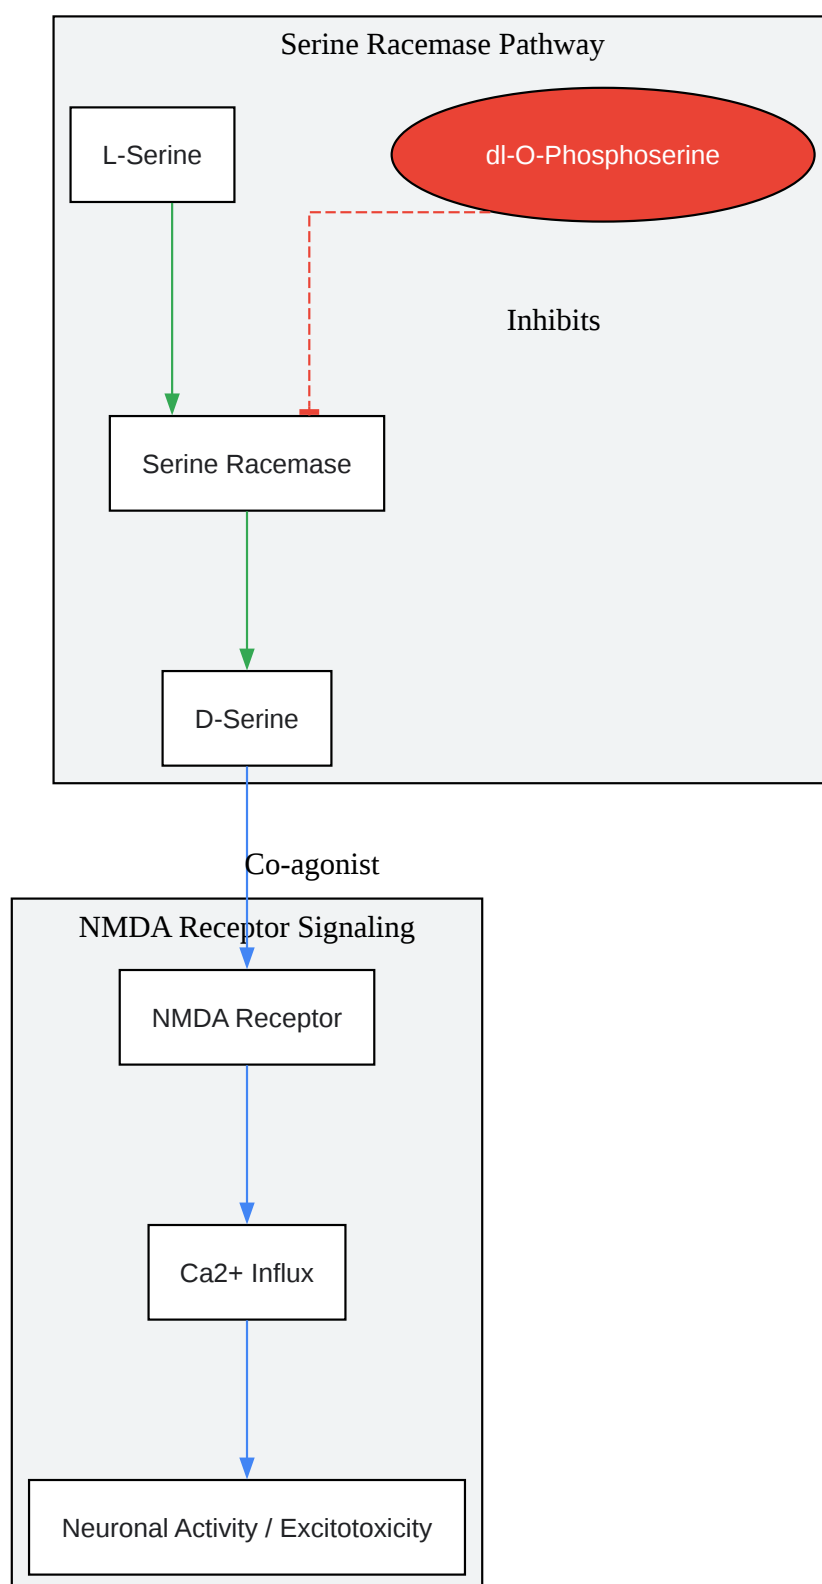 Serine Racemase Pathway
L-Serine
dl-O-Phosphoserine
Inhibits
Serine Racemase
D-Serine
Co-agonist
NMDA Receptor Signaling
NMDA Receptor
Ca2+ Influx
Neuronal Activity / Excitotoxicity